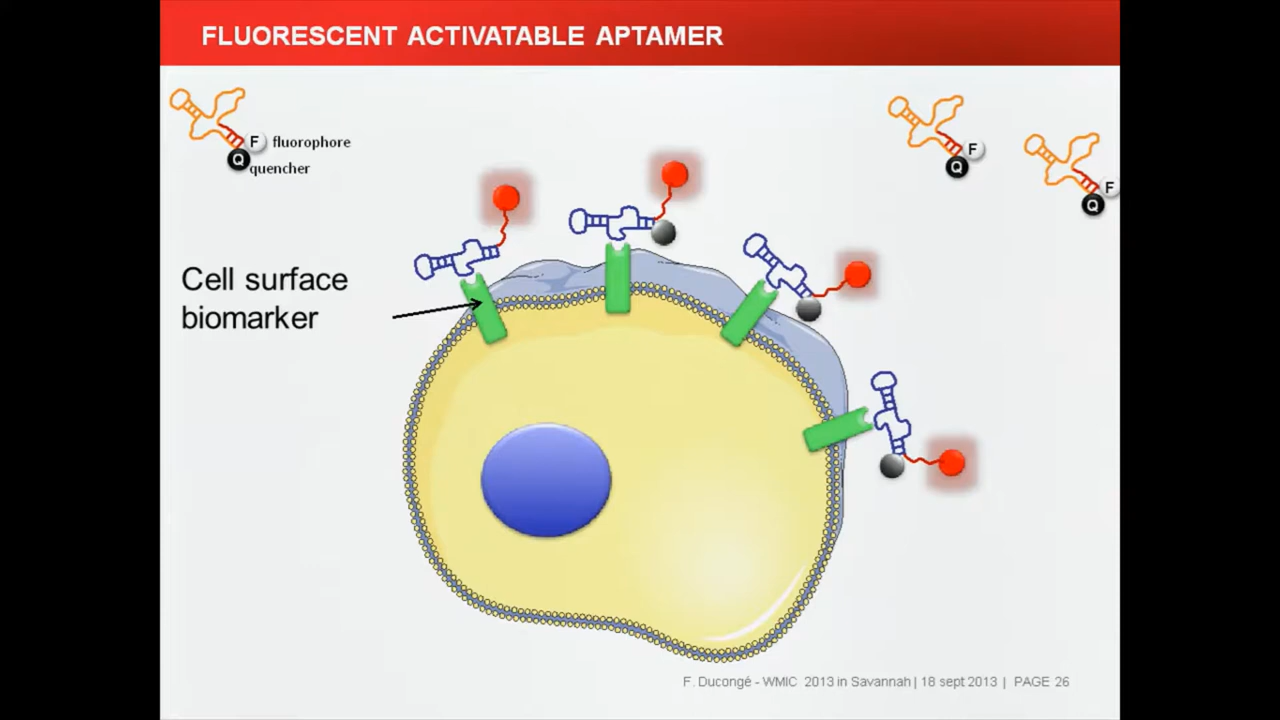 FLUORESCENT ACTIVATABLE APTAMER
F fluorophore
Q quencher
F
Q
F
Q
Cell surface
biomarker
F. Ducongé - WMIC 2013 in Savannah | 18 sept 2013 | PAGE 26